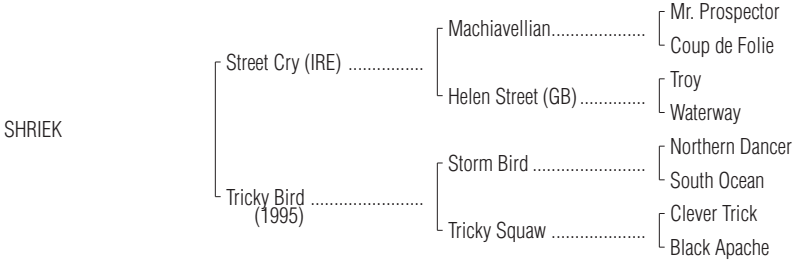 Mr. Prospector
Machiavellian....................
Coup de Folie
Street Cry (IRE) ................
Troy
Helen Street (GB)..............
Waterway
SHRIEK
Northern Dancer
Storm Bird ........................
South Ocean
Tricky Bird ........................
(1995)
Clever Trick
Tricky Squaw ....................
Black Apache